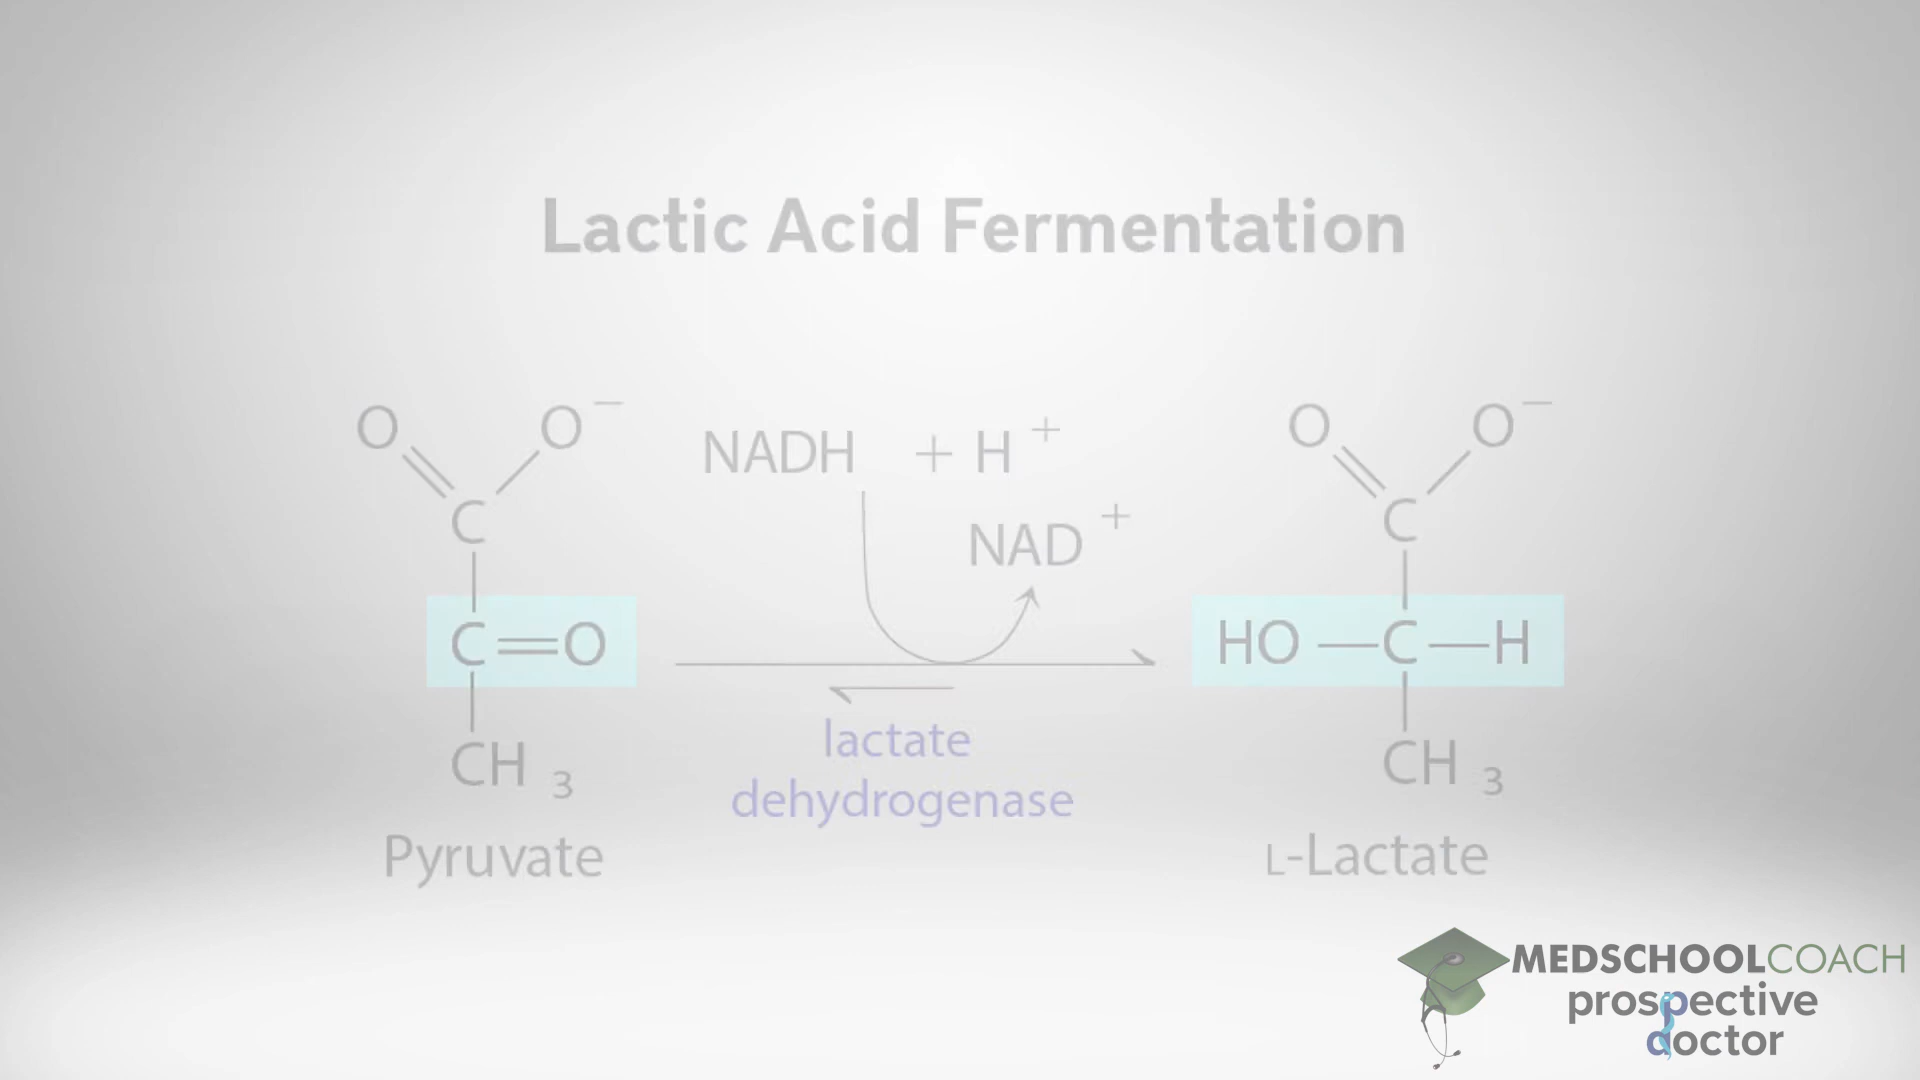 Lactic Acid Fermentation
O O⁻
C
C=O
CH₃
Pyruvate
NADH + H⁺
NAD⁺
lactate
dehydrogenase
O O⁻
C
HO—C—H
CH₃
L-Lactate
MEDSCHOOLCOACH
prospective
doctor